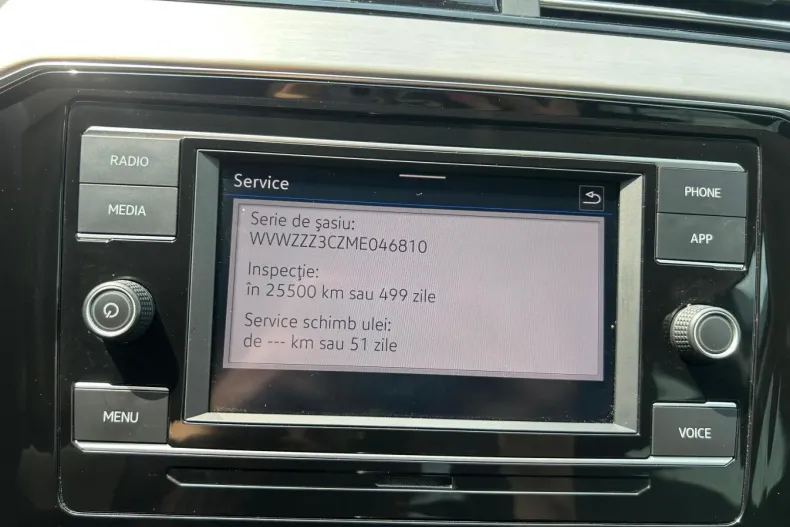 RADIO
MEDIA
MENU
Service
Serie de şasiu:
WVWZZZ3CZME046810
Inspecţie:
în 25500 km sau 499 zile
Service schimb ulei:
de --- km sau 51 zile
PHONE
APP
VOICE